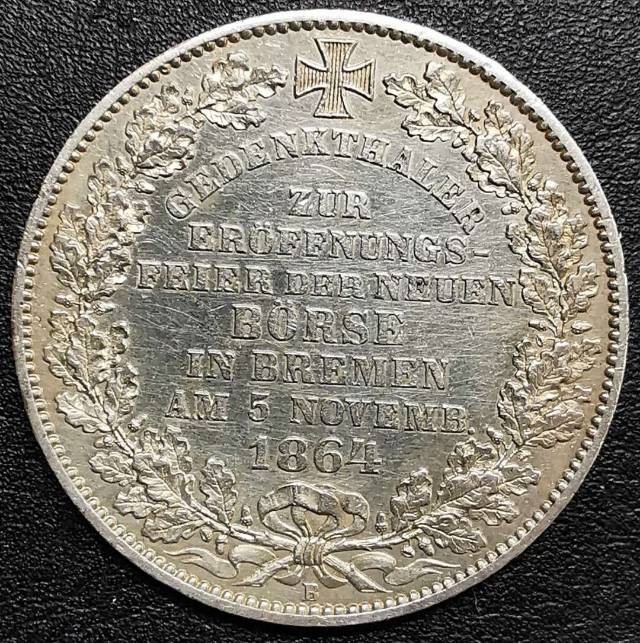 GEDENKTHALER
ZUR
ERÖFFNUNGS-
FEIER DER NEUEN
BÖRSE
IN BREMEN
AM 5 NOVEMB.
1864
B